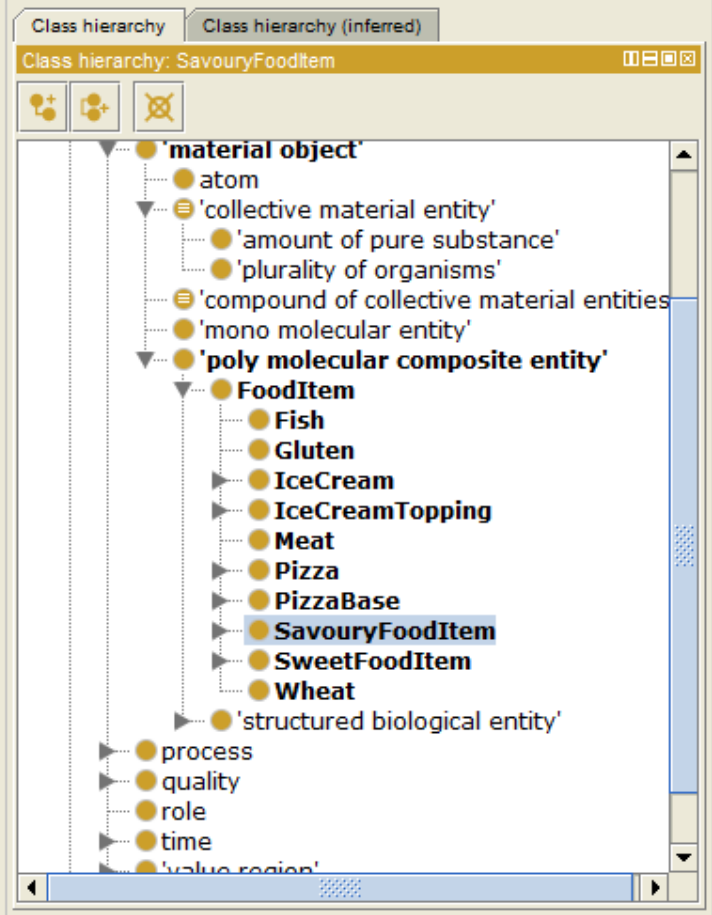 Class hierarchy Class hierarchy (inferred)
Class hierarchy: SavouryFoodItem
'material object'
atom
'collective material entity'
'amount of pure substance'
'plurality of organisms'
'compound of collective material entities
'mono molecular entity'
'poly molecular composite entity'
FoodItem
Fish
Gluten
IceCream
IceCreamTopping
Meat
Pizza
PizzaBase
SavouryFoodItem
SweetFoodItem
Wheat
'structured biological entity'
process
quality
role
time
'value region'